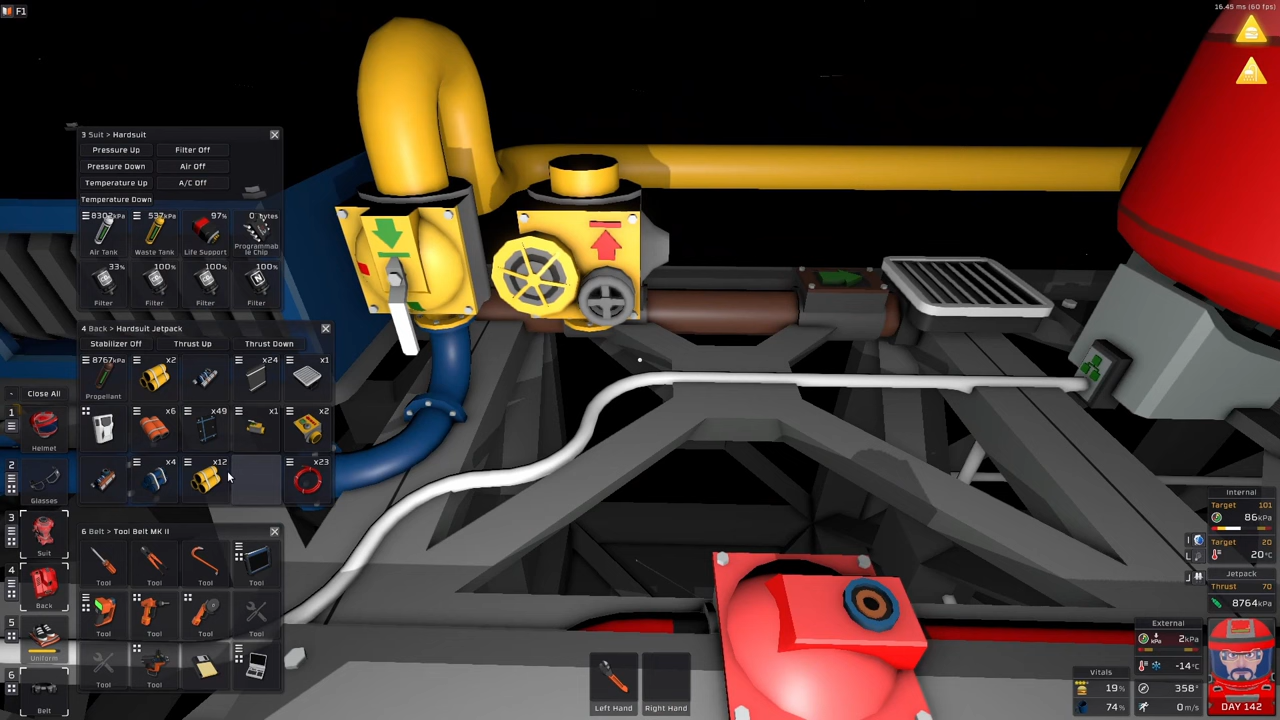 F1
16.45 ms (60 fps)
3 Suit > Hardsuit
Pressure Up
Filter Off
Pressure Down
Air Off
Temperature Up
A/C Off
Temperature Down
8302kPa
537kPa
97%
0 bytes
Air Tank
Waste Tank
Life Support
Programmab
le Chip
33%
100%
100%
100%
Filter
Filter
Filter
Filter
4 Back > Hardsuit Jetpack
Stabilizer Off
Thrust Up
Thrust Down
8767kPa
x2
x24
x1
Propellant
x6
x49
x1
x2
x4
x12
x23
6 Belt > Tool Belt MK II
Tool
Tool
Tool
Tool
Tool
Tool
Tool
Tool
Tool
Tool
- Close All
1
Helmet
2
Glasses
3
Suit
4
Back
5
Uniform
6
Belt
Left Hand
Right Hand
Internal
Target 101
86kPa
Target 20
20°C
Jetpack
Thrust 70
8764kPa
External
2kPa
-14°C
358°
0m/s
Vitals
19%
74%
DAY 142